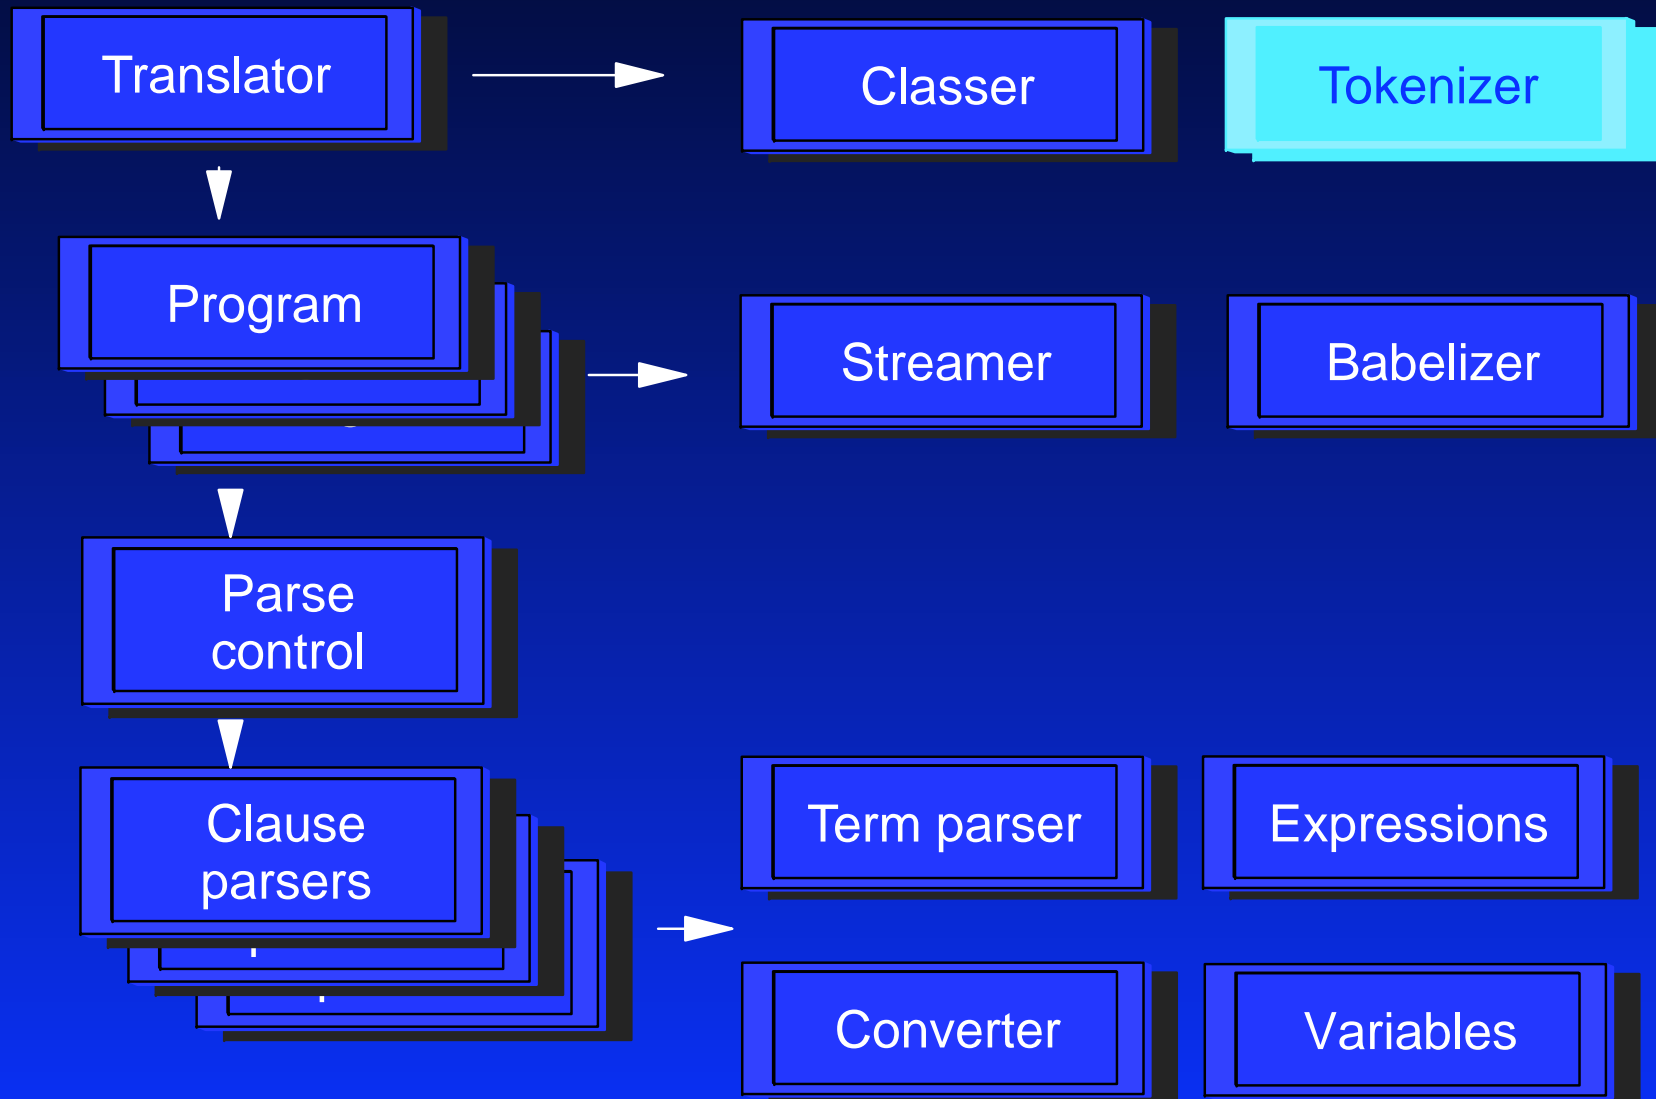 Translator
Classer
Tokenizer
Program
Streamer
Babelizer
Parse
control
Clause
parsers
Term parser
Expressions
Converter
Variables